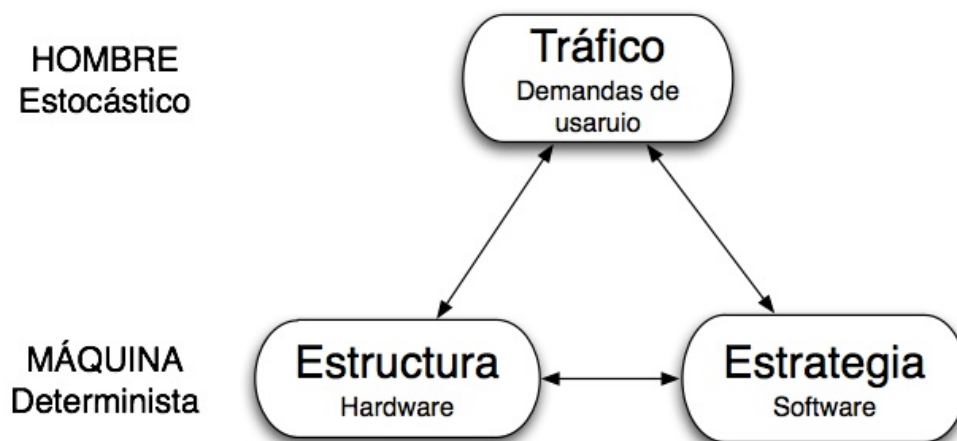 HOMBRE
Estocástico
Tráfico
Demandas de
usaruio
MÁQUINA
Determinista
Estructura
Hardware
Estrategia
Software